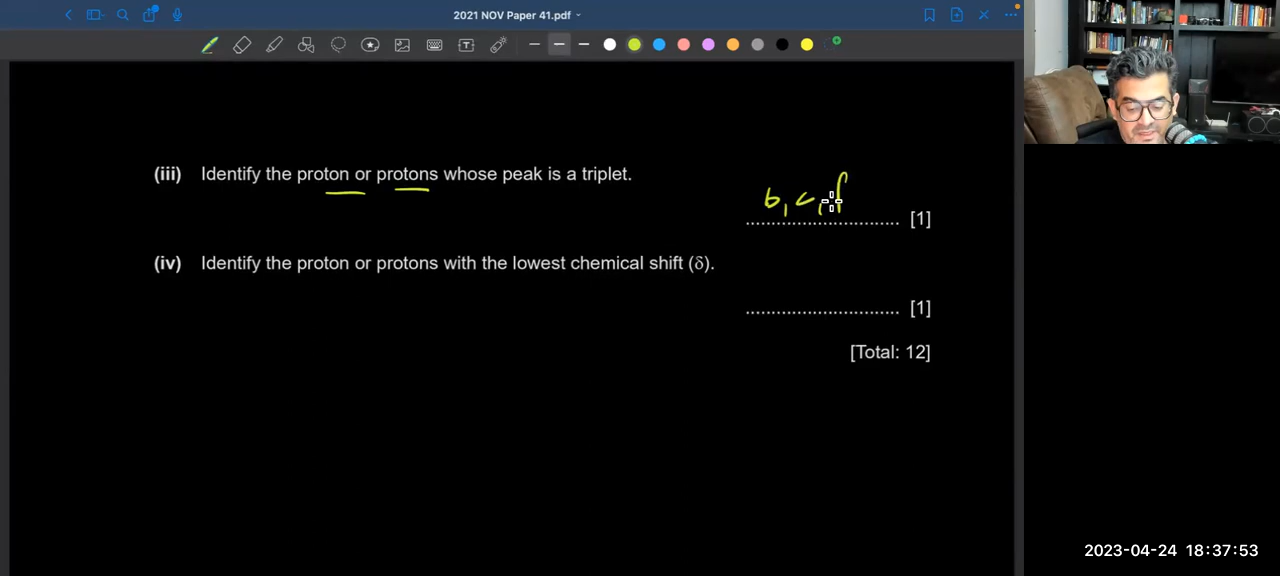 2021 NOV Paper 41.pdf
(iii) Identify the proton or protons whose peak is a triplet.
b, c, f
.............................. [1]
(iv) Identify the proton or protons with the lowest chemical shift (δ).
.............................. [1]
[Total: 12]
2023-04-24 18:37:53